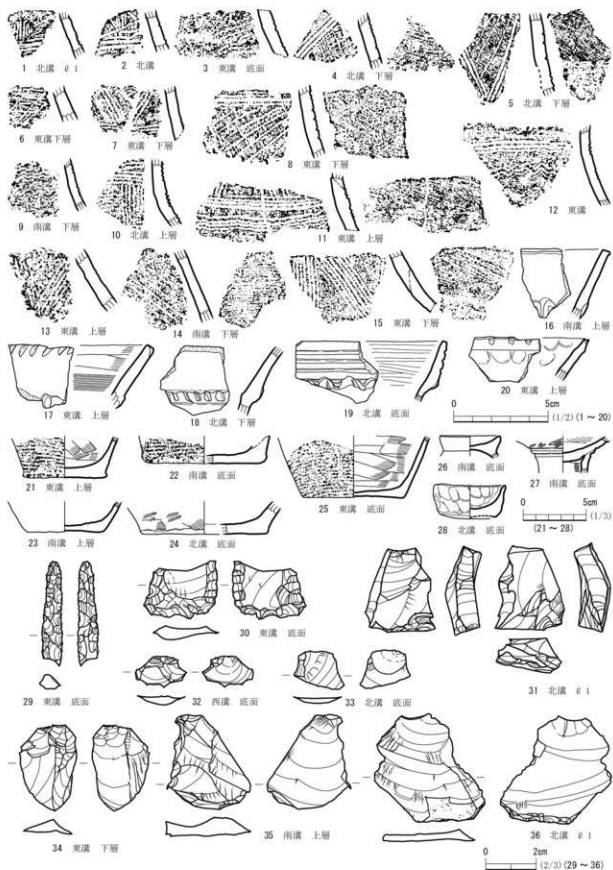 1 北溝 ℓ1
2 北溝
3 東溝 底面
4 北溝 下層
5 北溝 下層
6 東溝下層
7 東溝 下層
8 東溝 下層
9 南溝 下層
10 北溝 上層
11 東溝 上層
12 東溝
13 東溝 上層
14 南溝 下層
15 東溝 下層
16 南溝 上層
17 東溝 上層
18 北溝 下層
19 北溝 底面
20 東溝 上層
0 5cm
(1/2) (1~20)
21 東溝 上層
22 南溝 底面
23 南溝 上層
24 北溝 底面
25 東溝 底面
26 南溝 底面
27 南溝 底面
28 北溝 底面
0 5cm
(1/3)
(21~28)
29 東溝 底面
30 東溝 底面
31 北溝 ℓ1
32 西溝 底面
33 北溝 底面
34 東溝 下層
35 南溝 上層
36 北溝 ℓ1
0 2cm
(2/3) (29~36)